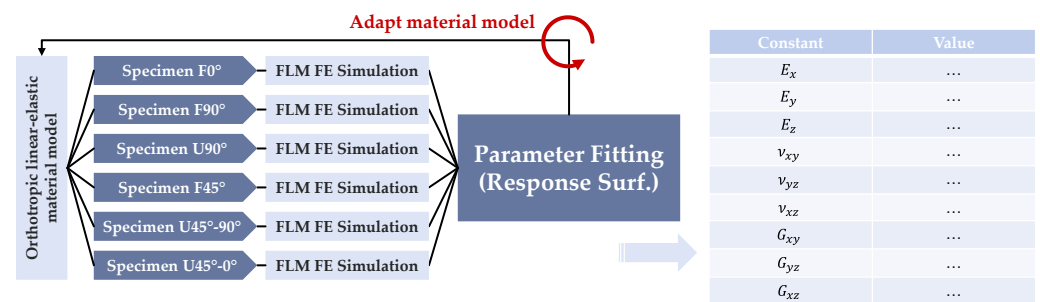 Adapt material model
Orthotropic linear-elastic
material model
Specimen F0°
FLM FE Simulation
Specimen F90°
FLM FE Simulation
Specimen U90°
FLM FE Simulation
Specimen F45°
FLM FE Simulation
Specimen U45°-90°
FLM FE Simulation
Specimen U45°-0°
FLM FE Simulation
Parameter Fitting
(Response Surf.)
Constant Value
E_x ...
E_y ...
E_z ...
ν_xy ...
ν_yz ...
ν_xz ...
G_xy ...
G_yz ...
G_xz ...